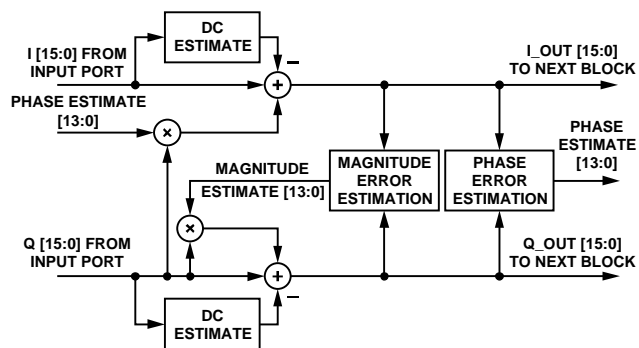 DC
ESTIMATE
I [15:0] FROM
INPUT PORT
−
+
I_OUT [15:0]
TO NEXT BLOCK
PHASE ESTIMATE
[13:0]
×
MAGNITUDE
ESTIMATE [13:0]
MAGNITUDE
ERROR
ESTIMATION
PHASE
ERROR
ESTIMATION
PHASE
ESTIMATE
[13:0]
×
Q [15:0] FROM
INPUT PORT
+
−
Q_OUT [15:0]
TO NEXT BLOCK
DC
ESTIMATE